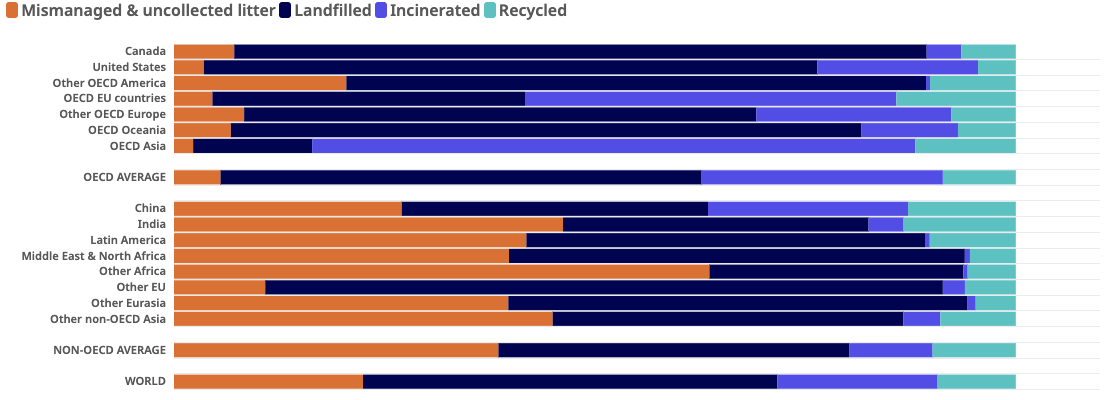 Mismanaged & uncollected litter Landfilled Incinerated Recycled
Canada
United States
Other OECD America
OECD EU countries
Other OECD Europe
OECD Oceania
OECD Asia
OECD AVERAGE
China
India
Latin America
Middle East & North Africa
Other Africa
Other EU
Other Eurasia
Other non-OECD Asia
NON-OECD AVERAGE
WORLD